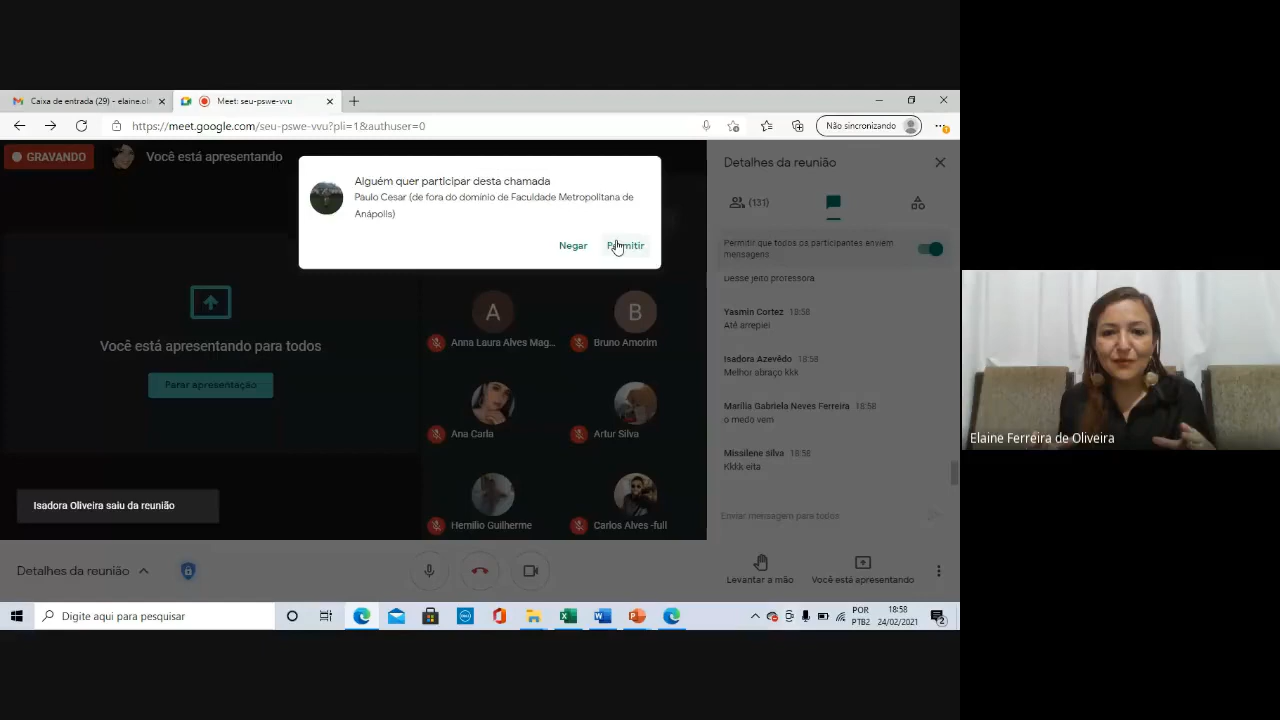 Caixa de entrada (29) - elaine.ol
Meet: seu-pswe-vvu
https://meet.google.com/seu-pswe-vvu?pli=1&authuser=0
Não sincronizando
GRAVANDO
Você está apresentando
Alguém quer participar desta chamada
Paulo Cesar (de fora do domínio de Faculdade Metropolitana de
Anápolis)
Negar
Permitir
Você está apresentando para todos
Parar apresentação
A
B
Anna Laura Alves Mag...
Bruno Amorim
Ana Carla
Artur Silva
Hemílio Guilherme
Carlos Alves -full
Isadora Oliveira saiu da reunião
Detalhes da reunião
(131)
Permitir que todos os participantes enviem
mensagens
Desse jeito professora
Yasmin Cortez 18:58
Até arrepiei
Isadora Azevêdo 18:58
Melhor abraço kkk
Marília Gabriela Neves Ferreira 18:58
o medo vem
Missilene silva 18:58
Kkkk eita
Enviar mensagem para todos
Detalhes da reunião
Levantar a mão
Você está apresentando
Digite aqui para pesquisar
POR
PTB2
18:58
24/02/2021
2
Elaine Ferreira de Oliveira